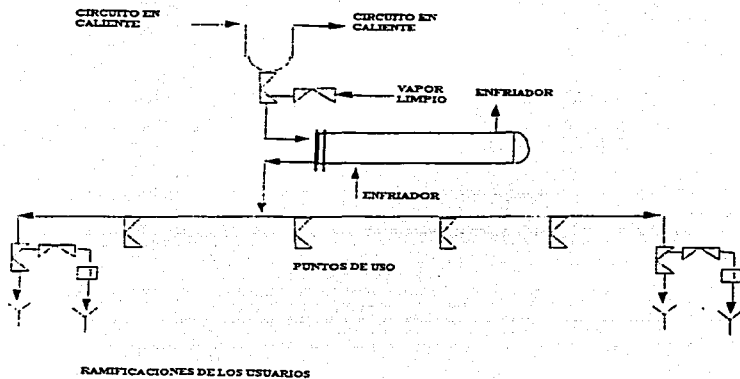 CIRCUITO EN
CALIENTE
CIRCUITO EN
CALIENTE
VAPOR
LIMPIO
ENFRIADOR
ENFRIADOR
PUNTOS DE USO
RAMIFICACIONES DE LOS USUARIOS